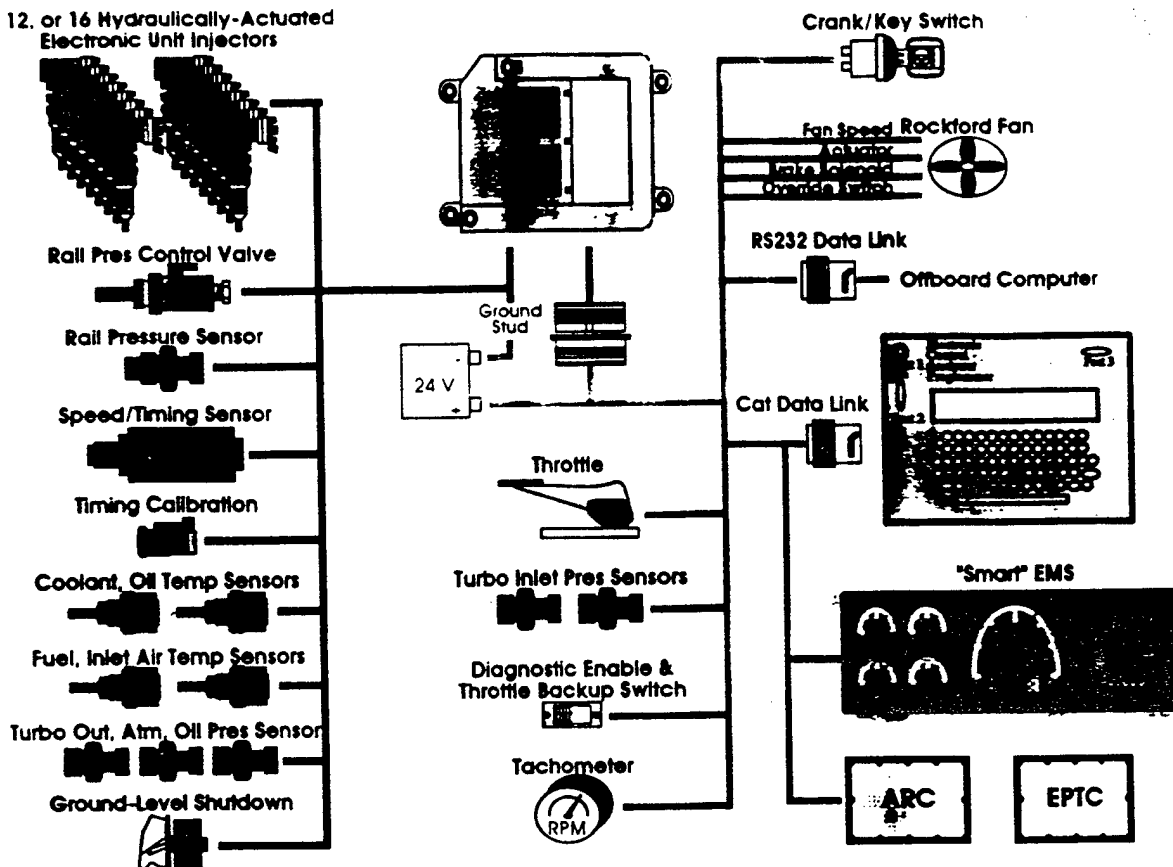 12. or 16 Hydraulically-Actuated
Electronic Unit Injectors
Rail Pres Control Valve
Rail Pressure Sensor
Speed/Timing Sensor
Timing Calibration
Coolant, Oil Temp Sensors
Fuel, Inlet Air Temp Sensors
Turbo Out, Atm, Oil Pres Sensor
Ground-Level Shutdown
Ground
Stud
24 V
-
+
Throttle
Turbo Inlet Pres Sensors
Diagnostic Enable &
Throttle Backup Switch
Tachometer
RPM
Crank/Key Switch
Fan Speed
Rockford Fan
Actuator
Brake Solenoid
Override Switch
RS232 Data Link
Offboard Computer
Cat Data Link
"Smart" EMS
ARC
EPTC